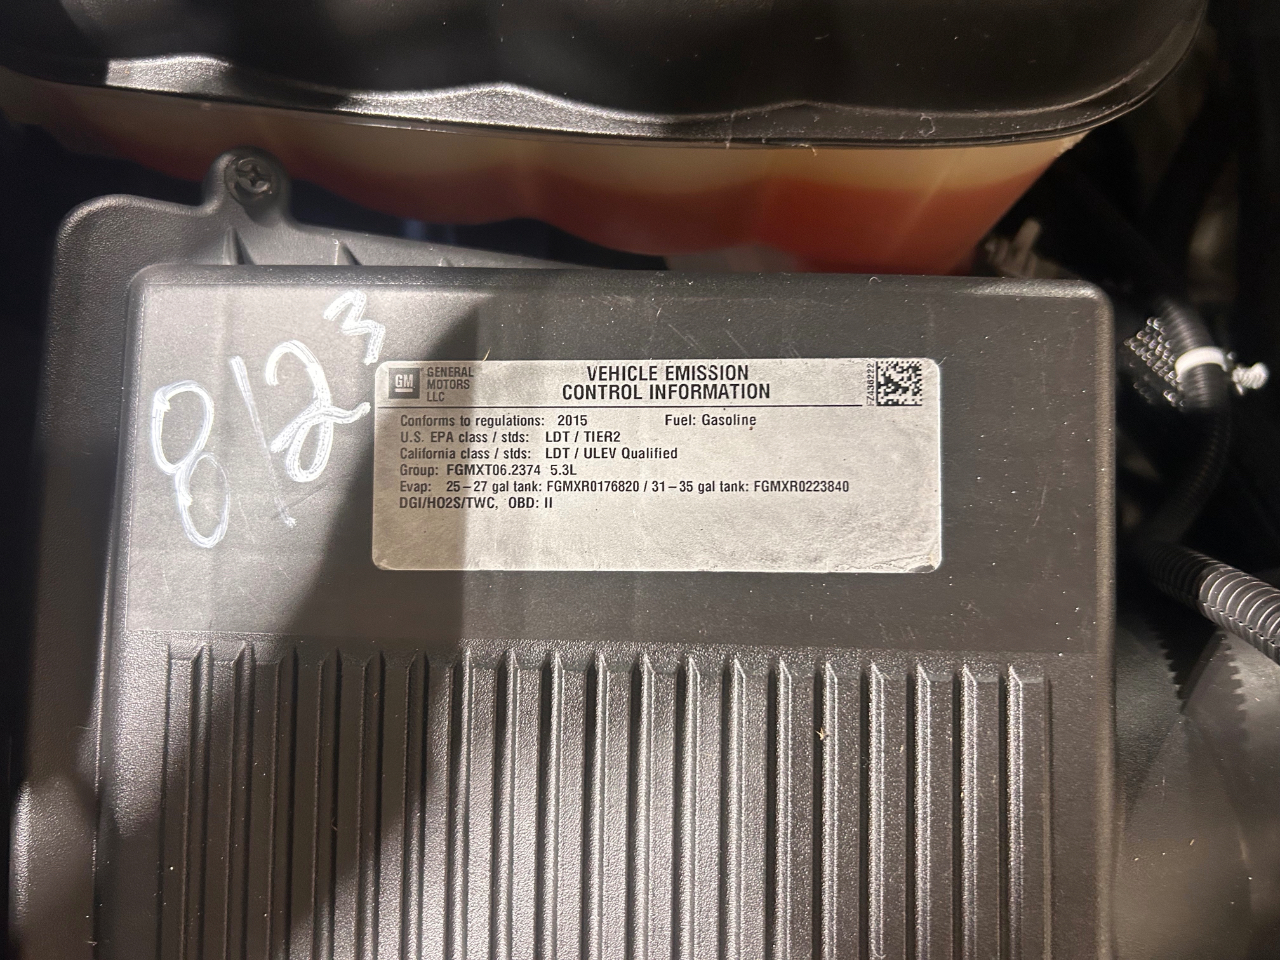 8/23
GM
GENERAL
MOTORS
LLC
VEHICLE EMISSION
CONTROL INFORMATION
Conforms to regulations: 2015 Fuel: Gasoline
U.S. EPA class / stds: LDT / TIER2
California class / stds: LDT / ULEV Qualified
Group: FGMXT06.2374 5.3L
Evap: 25–27 gal tank: FGMXR0176820 / 31–35 gal tank: FGMXR0223840
DGI/HO2S/TWC, OBD: II